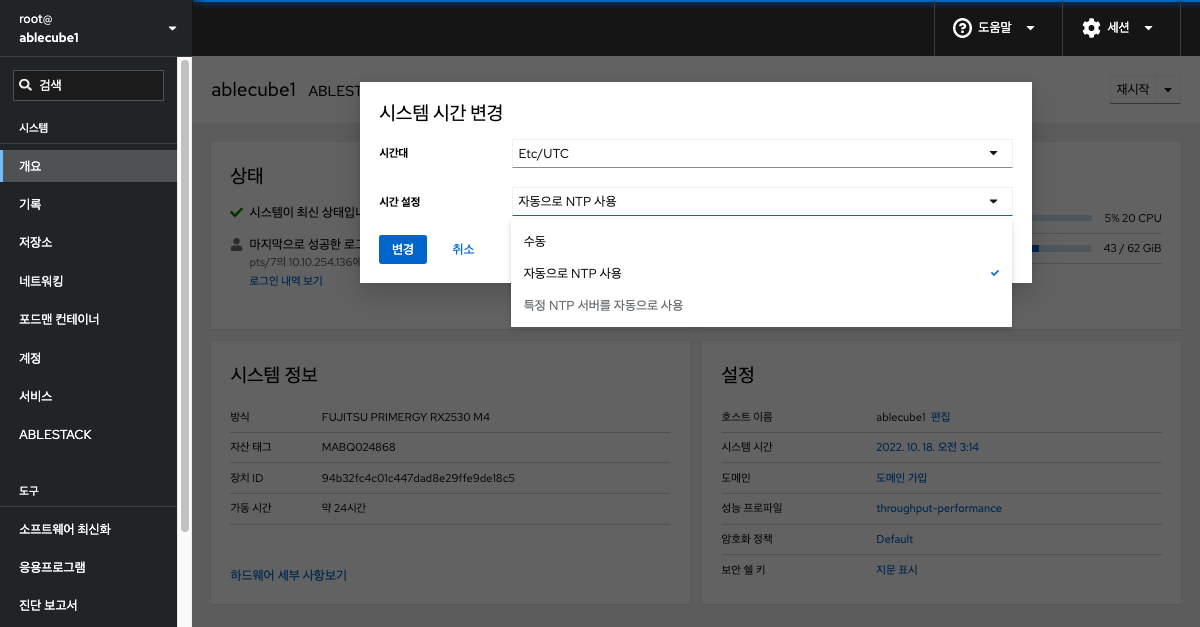 root@
ablecube1
도움말
세션
검색
시스템
개요
기록
저장소
네트워킹
포드맨 컨테이너
계정
서비스
ABLESTACK
도구
소프트웨어 최신화
응용프로그램
진단 보고서
ablecube1 ABLEST
재시작
시스템 시간 변경
시간대 Etc/UTC
시간 설정 자동으로 NTP 사용
변경 취소
수동
자동으로 NTP 사용
특정 NTP 서버를 자동으로 사용
상태
시스템이 최신 상태입니
마지막으로 성공한 로그
pts/7의 10.10.254.136에
로그인 내역 보기
5% 20 CPU
43 / 62 GiB
시스템 정보
방식 FUJITSU PRIMERGY RX2530 M4
자산 태그 MABQ024868
장치 ID 94b32fc4c01c447dad8e29ffe9de18c5
가동 시간 약 24시간
하드웨어 세부 사항보기
설정
호스트 이름 ablecube1 편집
시스템 시간 2022. 10. 18. 오전 3:14
도메인 도메인 가입
성능 프로파일 throughput-performance
암호화 정책 Default
보안 쉘 키 지문 표시